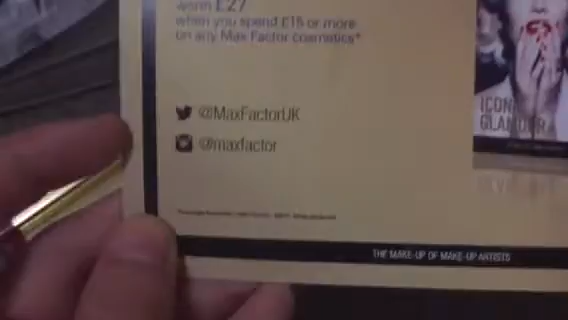 worth £27
when you spend £15 or more
on any Max Factor cosmetics*
@MaxFactorUK
@maxfactor
ICON
GLAMOUR
THE MAKE-UP OF MAKE-UP ARTISTS